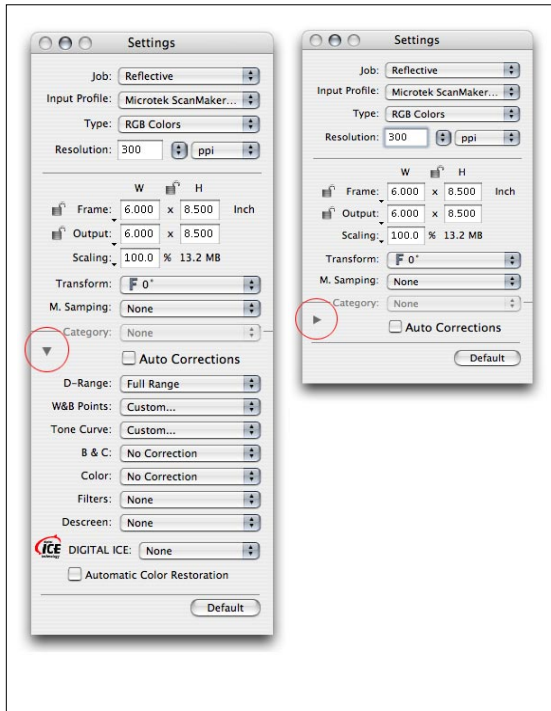 Settings
Job: Reflective
Input Profile: Microtek ScanMaker...
Type: RGB Colors
Resolution: 300 ppi
W H
Frame: 6.000 x 8.500 Inch
Output: 6.000 x 8.500
Scaling: 100.0 % 13.2 MB
Transform: F 0°
M. Sampling: None
Category: None
Auto Corrections
D-Range: Full Range
W&B Points: Custom...
Tone Curve: Custom...
B & C: No Correction
Color: No Correction
Filters: None
Descreen: None
ICE DIGITAL ICE: None
Automatic Color Restoration
Default
Settings
Job: Reflective
Input Profile: Microtek ScanMaker...
Type: RGB Colors
Resolution: 300 ppi
W H
Frame: 6.000 x 8.500 Inch
Output: 6.000 x 8.500
Scaling: 100.0 % 13.2 MB
Transform: F 0°
M. Sampling: None
Category: None
Auto Corrections
Default